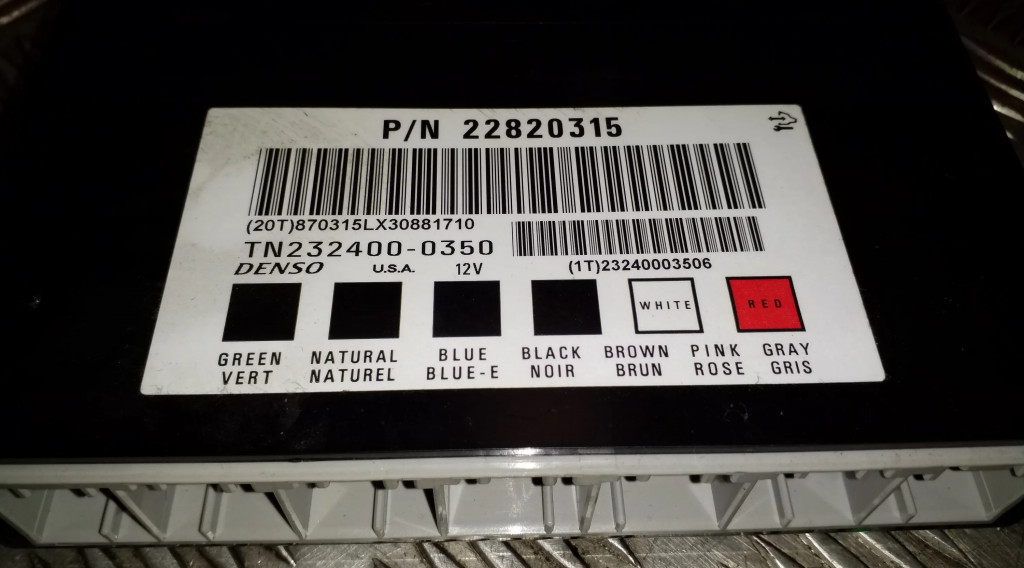 P/N 22820315
(20T)870315LX30881710
TN232400-0350
DENSO U.S.A. 12V (1T)23240003506
WHITE RED
GREEN NATURAL BLUE BLACK BROWN PINK GRAY
VERT NATUREL BLUE-E NOIR BRUN ROSE GRIS